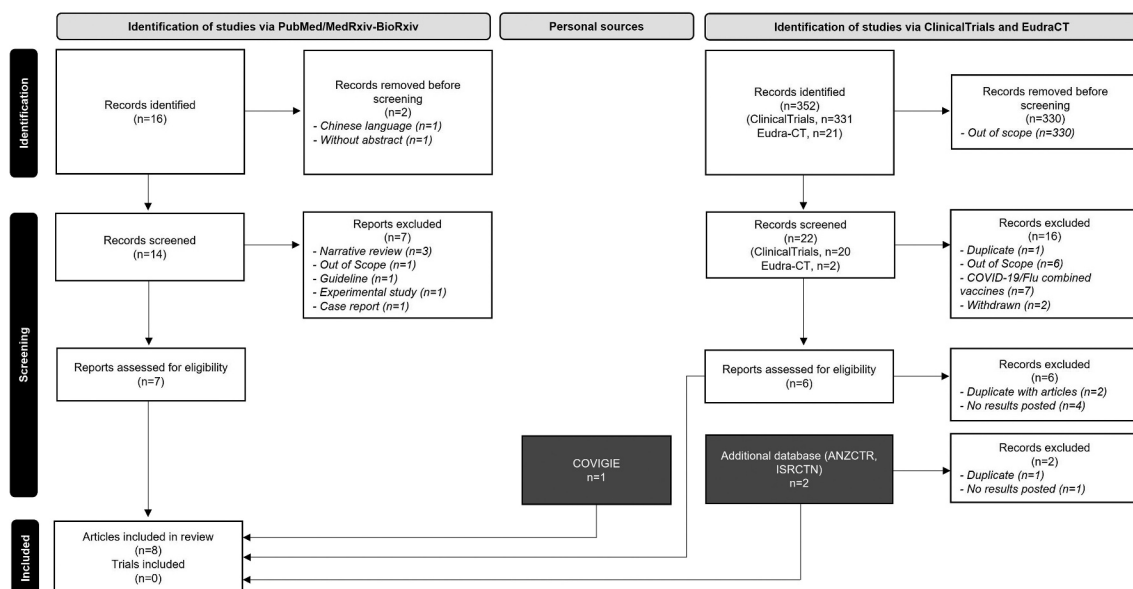 Identification of studies via PubMed/MedRxiv-BioRxiv
Personal sources
Identification of studies via ClinicalTrials and EudraCT
Identification
Records identified
(n=16)
Records removed before
screening
(n=2)
- Chinese language (n=1)
- Without abstract (n=1)
Records identified
(n=352)
(ClinicalTrials, n=331
Eudra-CT, n=21)
Records removed before
screening
(n=330)
- Out of scope (n=330)
Screening
Records screened
(n=14)
Reports excluded
(n=7)
- Narrative review (n=3)
- Out of Scope (n=1)
- Guideline (n=1)
- Experimental study (n=1)
- Case report (n=1)
Records screened
(n=22)
(ClinicalTrials, n=20
Eudra-CT, n=2)
Records excluded
(n=16)
- Duplicate (n=1)
- Out of Scope (n=6)
- COVID-19/Flu combined
vaccines (n=7)
- Withdrawn (n=2)
Reports assessed for eligibility
(n=7)
Reports assessed for eligibility
(n=6)
Records excluded
(n=6)
- Duplicate with articles (n=2)
- No results posted (n=4)
COVIGIE
n=1
Additional database (ANZCTR,
ISRCTN)
n=2
Records excluded
(n=2)
- Duplicate (n=1)
- No results posted (n=1)
Included
Articles included in review
(n=8)
Trials included
(n=0)